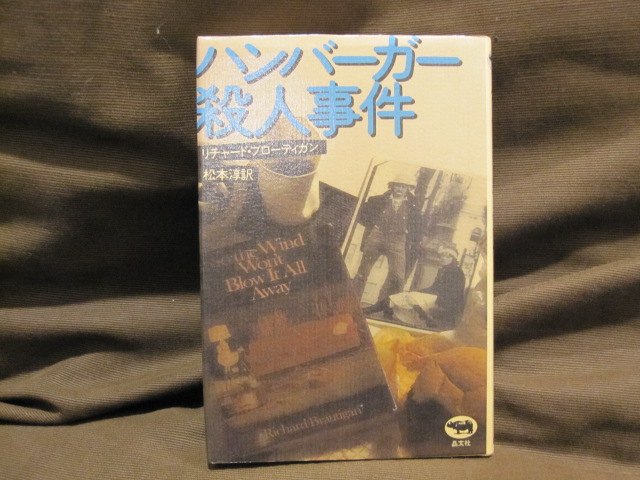 ハンバーガー
殺人事件
リチャード・ブローティガン
松本淳訳
the Wind
Won't
Blow It All
Away
Richard Brautigan
晶文社